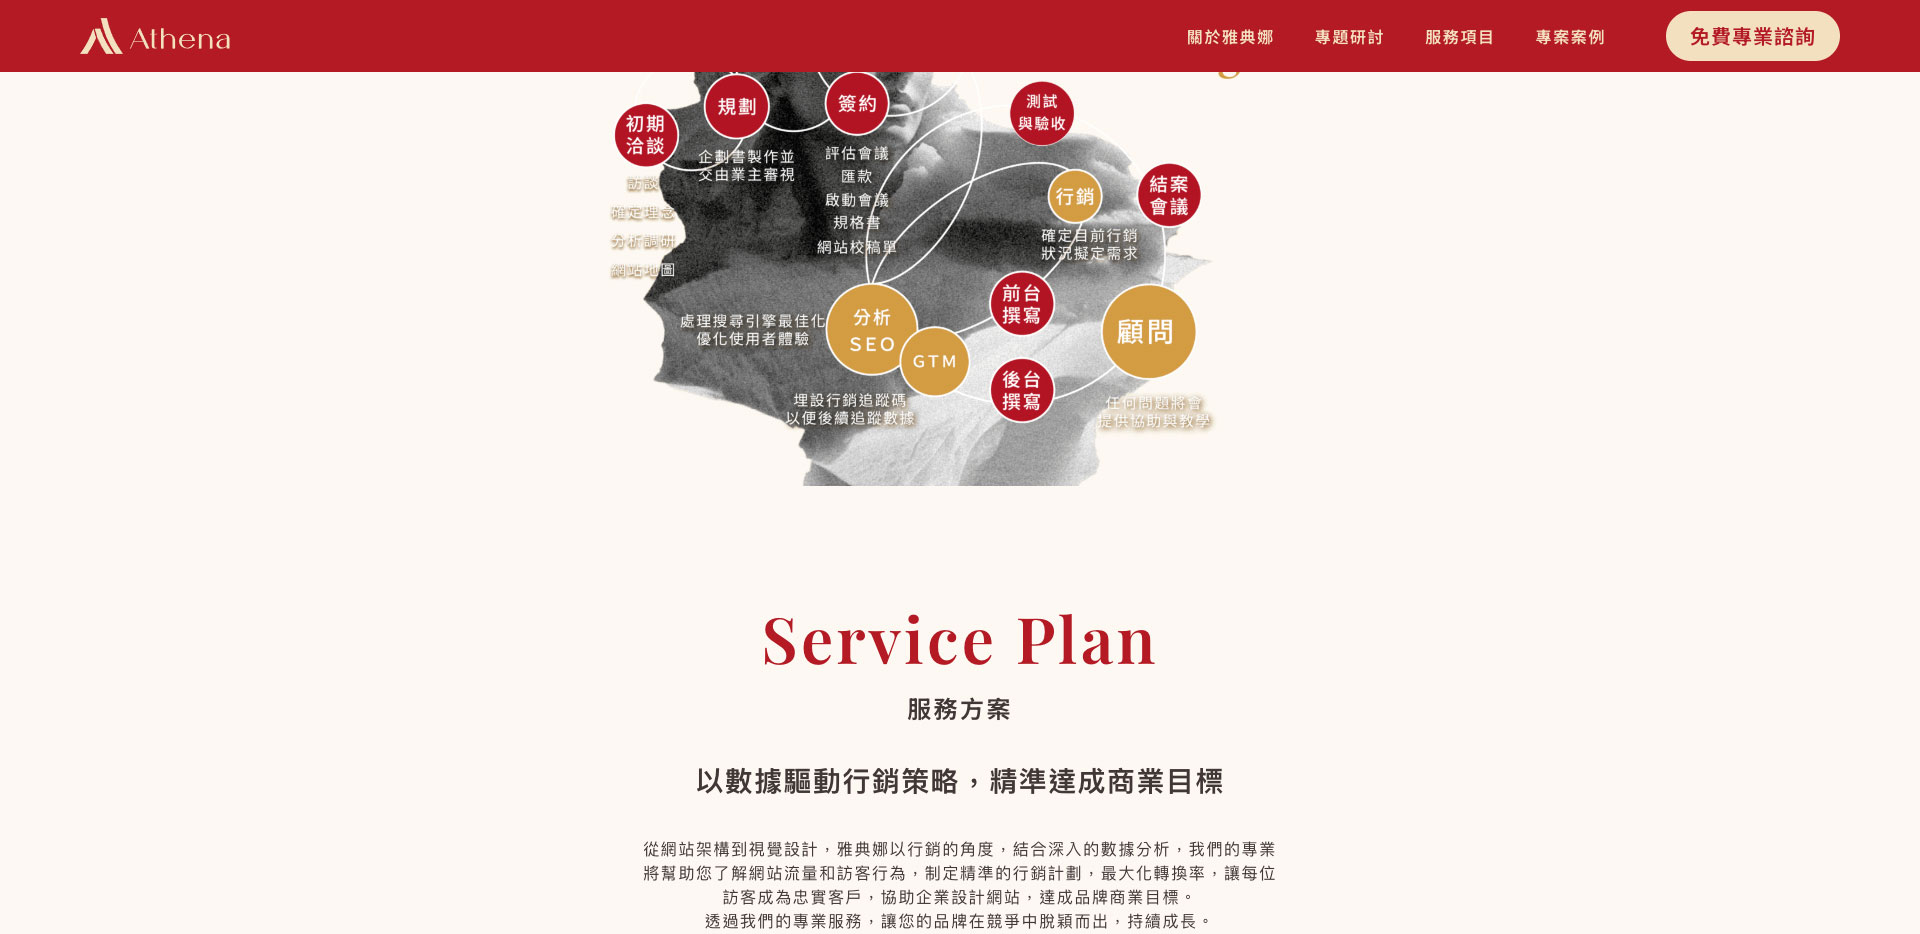 Athena
關於雅典娜
專題研討
服務項目
專案案例
免費專業諮詢
初期
洽談
訪談
確定理念
分析調研
網站地圖
規劃
企劃書製作並
交由業主審視
簽約
評估會議
匯款
啟動會議
規格書
網站校稿單
測試
與驗收
行銷
確定目前行銷
狀況擬定需求
結案
會議
分析
SEO
處理搜尋引擎最佳化
優化使用者體驗
GTM
埋設行銷追蹤碼
以便後續追蹤數據
前台
撰寫
後台
撰寫
顧問
任何問題將會
提供協助與教學
Service Plan
服務方案
以數據驅動行銷策略，精準達成商業目標
從網站架構到視覺設計，雅典娜以行銷的角度，結合深入的數據分析，我們的專業
將幫助您了解網站流量和訪客行為，制定精準的行銷計劃，最大化轉換率，讓每位
訪客成為忠實客戶，協助企業設計網站，達成品牌商業目標。
透過我們的專業服務，讓您的品牌在競爭中脫穎而出，持續成長。